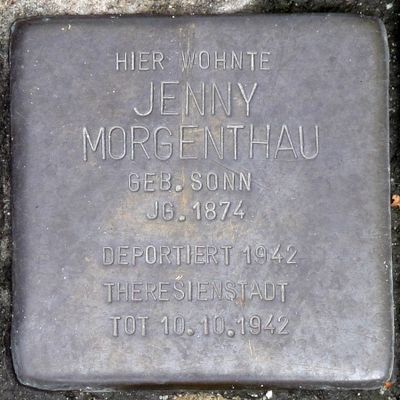 HIER WOHNTE
JENNY
MORGENTHAU
GEB. SONN
JG. 1874
DEPORTIERT 1942
THERESIENSTADT
TOT 10.10.1942